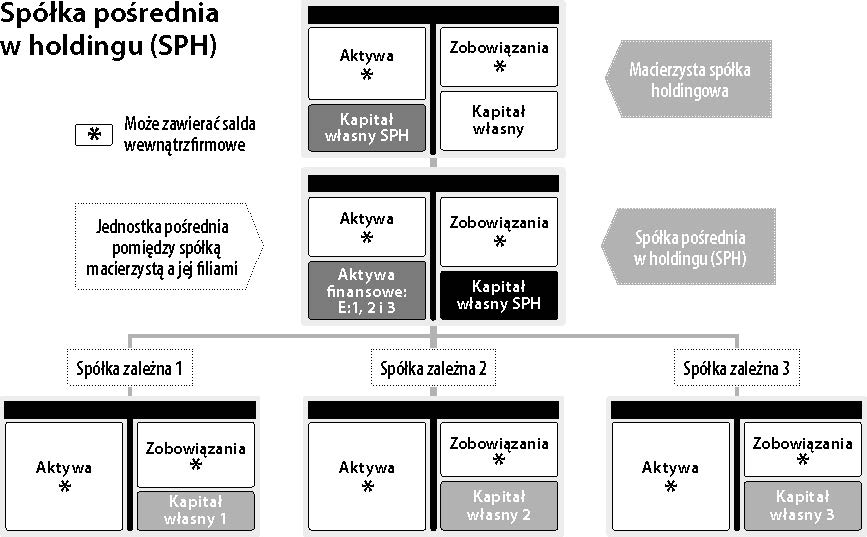 Spółka pośrednia
w holdingu (SPH)
* Może zawierać salda
wewnątrzfirmowe
Aktywa
*
Zobowiązania
*
Kapitał
własny SPH
Kapitał
własny
Macierzysta spółka
holdingowa
Jednostka pośrednia
pomiędzy spółką
macierzystą a jej filiami
Aktywa
*
Zobowiązania
*
Aktywa
finansowe:
E:1, 2 i 3
Kapitał
własny SPH
Spółka pośrednia
w holdingu (SPH)
Spółka zależna 1
Spółka zależna 2
Spółka zależna 3
Aktywa
*
Zobowiązania
*
Kapitał
własny 1
Aktywa
*
Zobowiązania
*
Kapitał
własny 2
Aktywa
*
Zobowiązania
*
Kapitał
własny 3